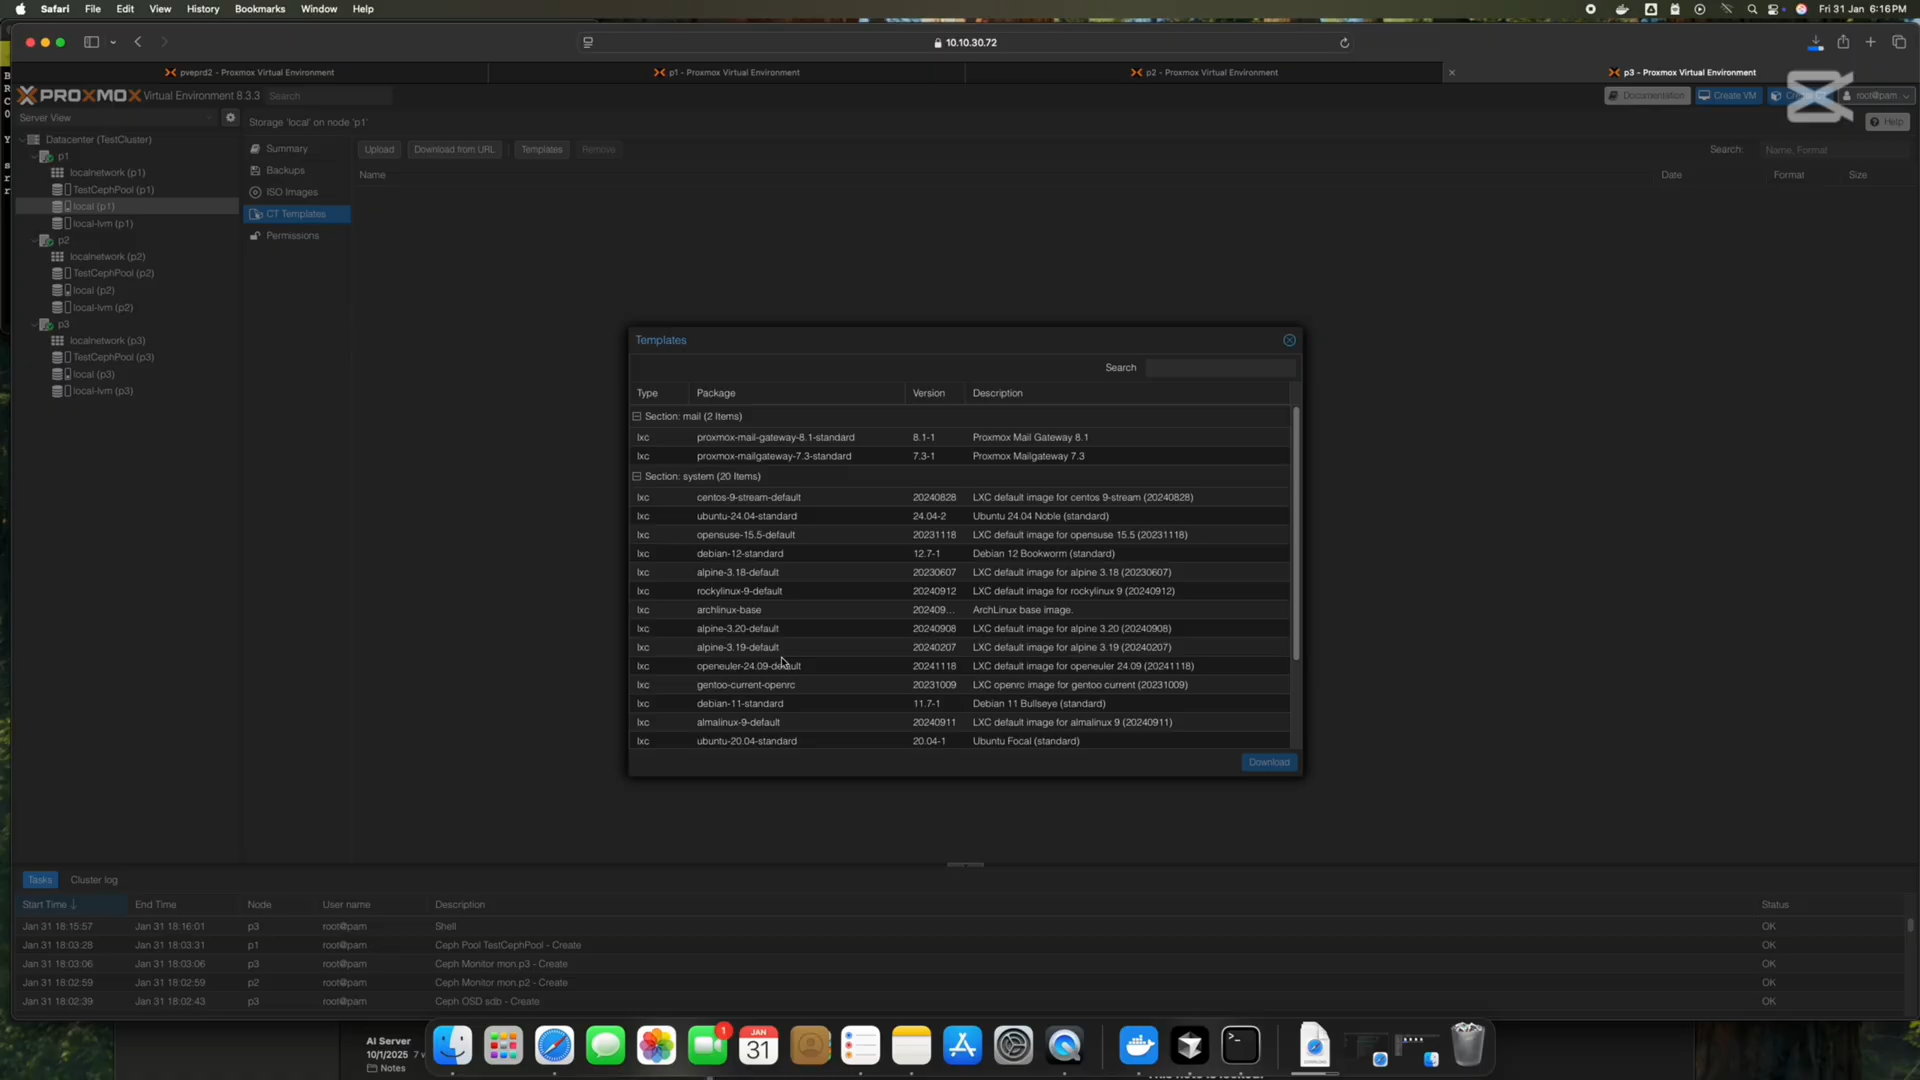 Safari File Edit View History Bookmarks Window Help
Fri 31 Jan 6:16 PM
10.10.30.72
pveprd2 - Proxmox Virtual Environment
p1 - Proxmox Virtual Environment
p2 - Proxmox Virtual Environment
p3 - Proxmox Virtual Environment
PROXMOX Virtual Environment 8.3.3 Search
Documentation Create VM root@pam
Server View
Storage 'local' on node 'p1'
Help
Datacenter (TestCluster)
p1
localnetwork (p1)
TestCephPool (p1)
local (p1)
local-lvm (p1)
p2
localnetwork (p2)
TestCephPool (p2)
local (p2)
local-lvm (p2)
p3
localnetwork (p3)
TestCephPool (p3)
local (p3)
local-lvm (p3)
Summary
Backups
ISO Images
CT Templates
Permissions
Upload Download from URL Templates Remove
Search: Name, Format
Name Date Format Size
Templates
Search
Type Package Version Description
Section: mail (2 Items)
lxc proxmox-mail-gateway-8.1-standard 8.1-1 Proxmox Mail Gateway 8.1
lxc proxmox-mailgateway-7.3-standard 7.3-1 Proxmox Mailgateway 7.3
Section: system (20 Items)
lxc centos-9-stream-default 20240828 LXC default image for centos 9-stream (20240828)
lxc ubuntu-24.04-standard 24.04-2 Ubuntu 24.04 Noble (standard)
lxc opensuse-15.5-default 20231118 LXC default image for opensuse 15.5 (20231118)
lxc debian-12-standard 12.7-1 Debian 12 Bookworm (standard)
lxc alpine-3.18-default 20230607 LXC default image for alpine 3.18 (20230607)
lxc rockylinux-9-default 20240912 LXC default image for rockylinux 9 (20240912)
lxc archlinux-base 202409... ArchLinux base image.
lxc alpine-3.20-default 20240908 LXC default image for alpine 3.20 (20240908)
lxc alpine-3.19-default 20240207 LXC default image for alpine 3.19 (20240207)
lxc openeuler-24.09-default 20241118 LXC default image for openeuler 24.09 (20241118)
lxc gentoo-current-openrc 20231009 LXC openrc image for gentoo current (20231009)
lxc debian-11-standard 11.7-1 Debian 11 Bullseye (standard)
lxc almalinux-9-default 20240911 LXC default image for almalinux 9 (20240911)
lxc ubuntu-20.04-standard 20.04-1 Ubuntu Focal (standard)
Download
Tasks Cluster log
Start Time End Time Node User name Description Status
Jan 31 18:15:57 Jan 31 18:16:01 p3 root@pam Shell OK
Jan 31 18:03:28 Jan 31 18:03:31 p1 root@pam Ceph Pool TestCephPool - Create OK
Jan 31 18:03:06 Jan 31 18:03:06 p3 root@pam Ceph Monitor mon.p3 - Create OK
Jan 31 18:02:59 Jan 31 18:02:59 p2 root@pam Ceph Monitor mon.p2 - Create OK
Jan 31 18:02:39 Jan 31 18:02:43 p3 root@pam Ceph OSD sdb - Create OK
AI Server
10/1/2025
Notes
1
JAN
31